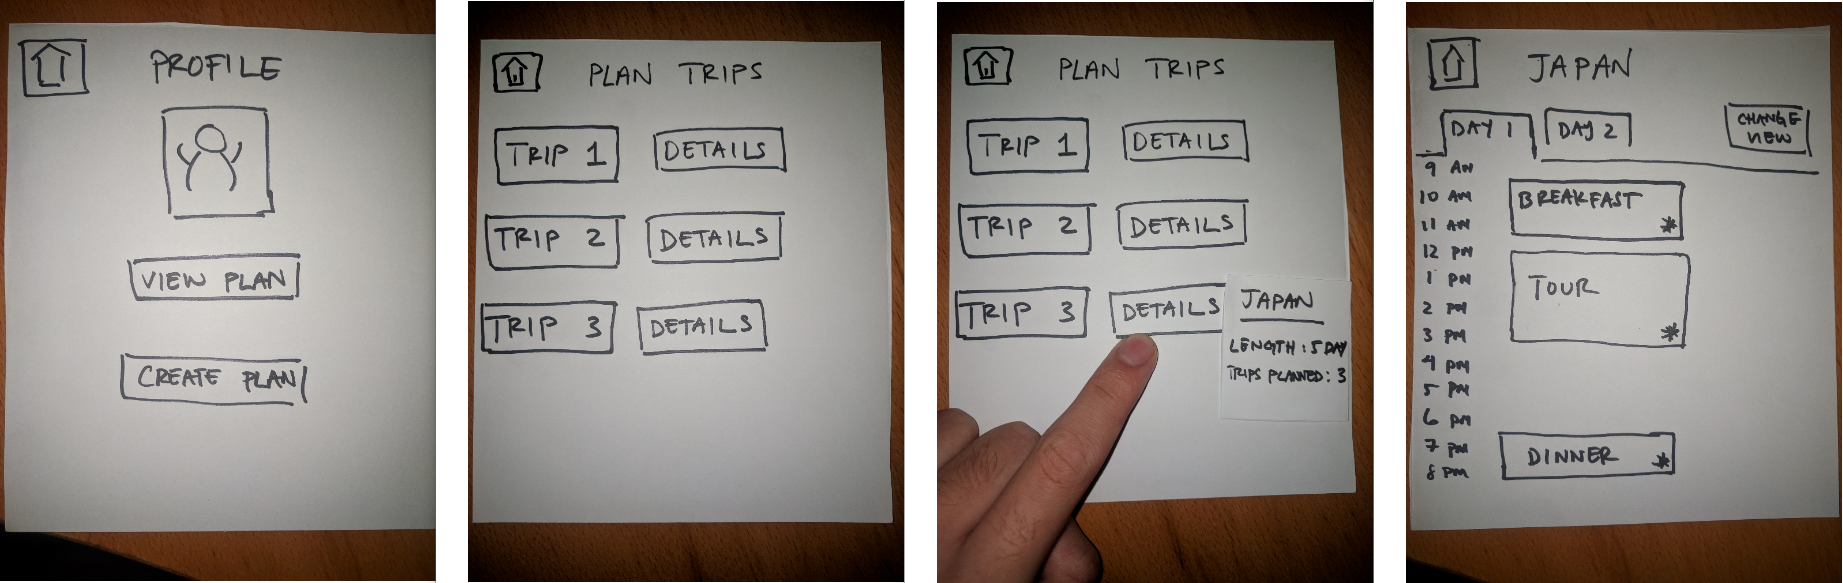 PROFILE
VIEW PLAN
CREATE PLAN
PLAN TRIPS
TRIP 1 DETAILS
TRIP 2 DETAILS
TRIP 3 DETAILS
PLAN TRIPS
TRIP 1 DETAILS
TRIP 2 DETAILS
TRIP 3 DETAILS
JAPAN
LENGTH: 5 DAY
TRIPS PLANNED: 3
JAPAN
DAY 1 DAY 2
CHANGE
VIEW
9 AM
10 AM
11 AM
12 PM
1 PM
2 PM
3 PM
4 PM
5 PM
6 PM
7 PM
8 PM
BREAKFAST
*
TOUR
*
DINNER *